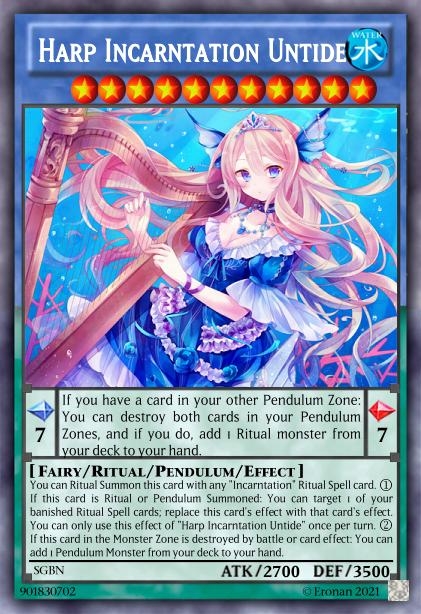 HARP INCARNTATION UNTIDE
WATER
水
If you have a card in your other Pendulum Zone:
You can destroy both cards in your Pendulum
Zones, and if you do, add 1 Ritual monster from
your deck to your hand.
7
7
[ FAIRY/RITUAL/PENDULUM/EFFECT ]
You can Ritual Summon this card with any "Incantation" Ritual Spell card. ①
If this card is Ritual or Pendulum Summoned: You can target 1 of your
banished Ritual Spell cards; replace this card's effect with that card's effect.
You can only use this effect of "Harp Incarntation Untide" once per turn. ②
If this card in the Monster Zone is destroyed by battle or card effect: You can
add 1 Pendulum Monster from your deck to your hand.
SGBN
ATK/2700 DEF/3500
901830702
© Eronan 2021